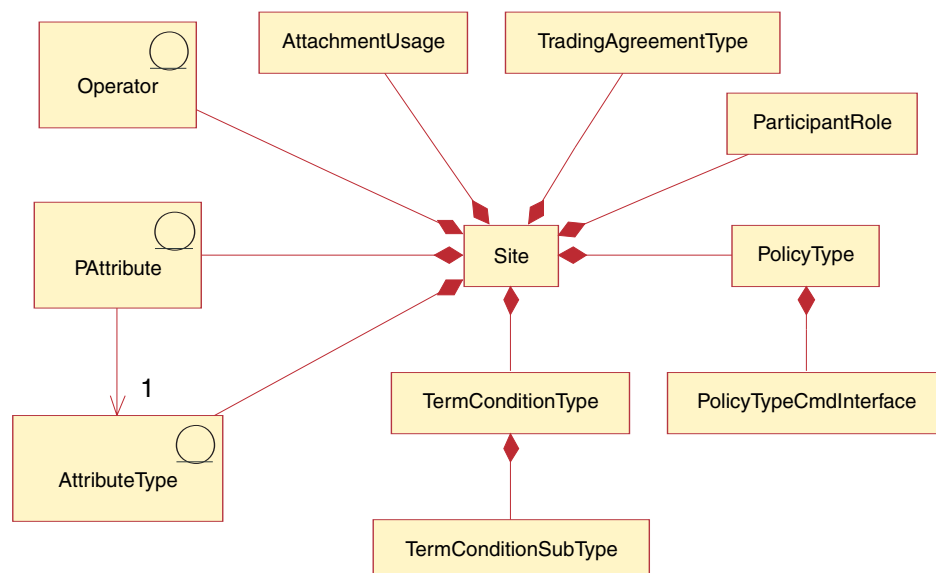 AttachmentUsage
TradingAgreementType
Operator
ParticipantRole
PAttribute
Site
PolicyType
1
TermConditionType
PolicyTypeCmdInterface
AttributeType
TermConditionSubType